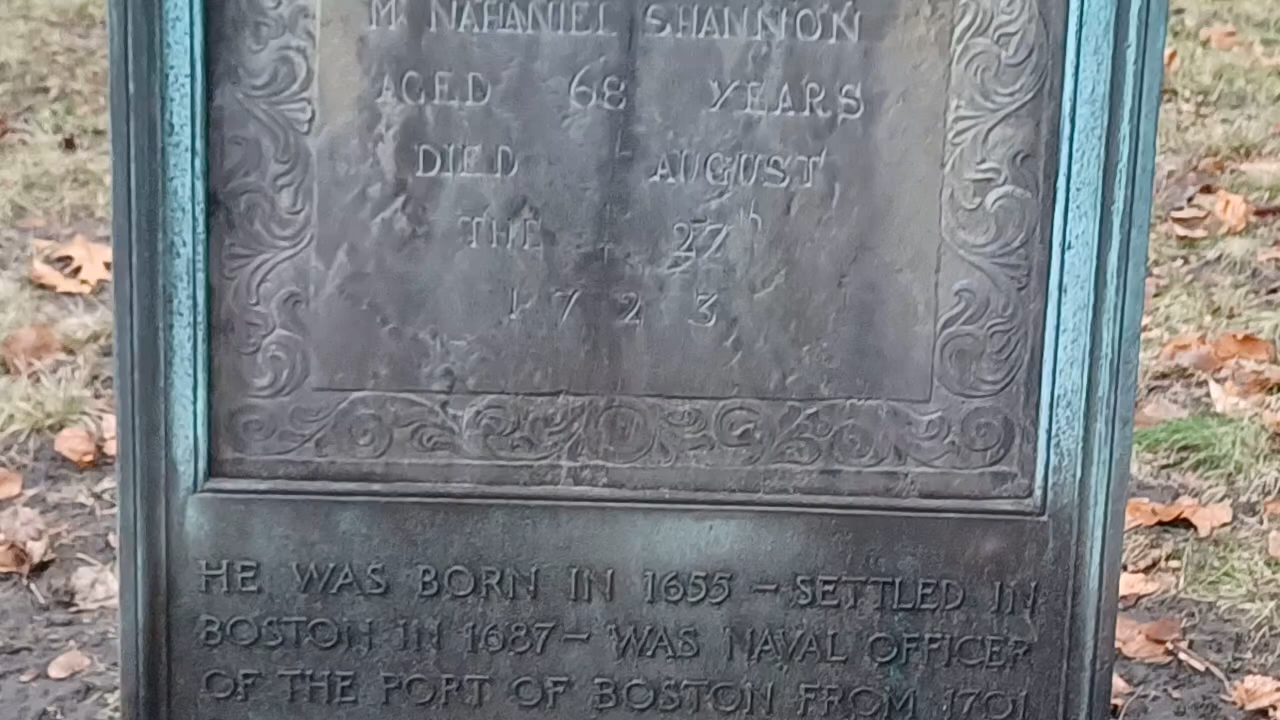 M. NAHANIEL SHANNON
AGED 68 YEARS
DIED AUGUST
THE 27th
1723
HE WAS BORN IN 1655 – SETTLED IN
BOSTON IN 1687 – WAS NAVAL OFFICER
OF THE PORT OF BOSTON FROM 1701